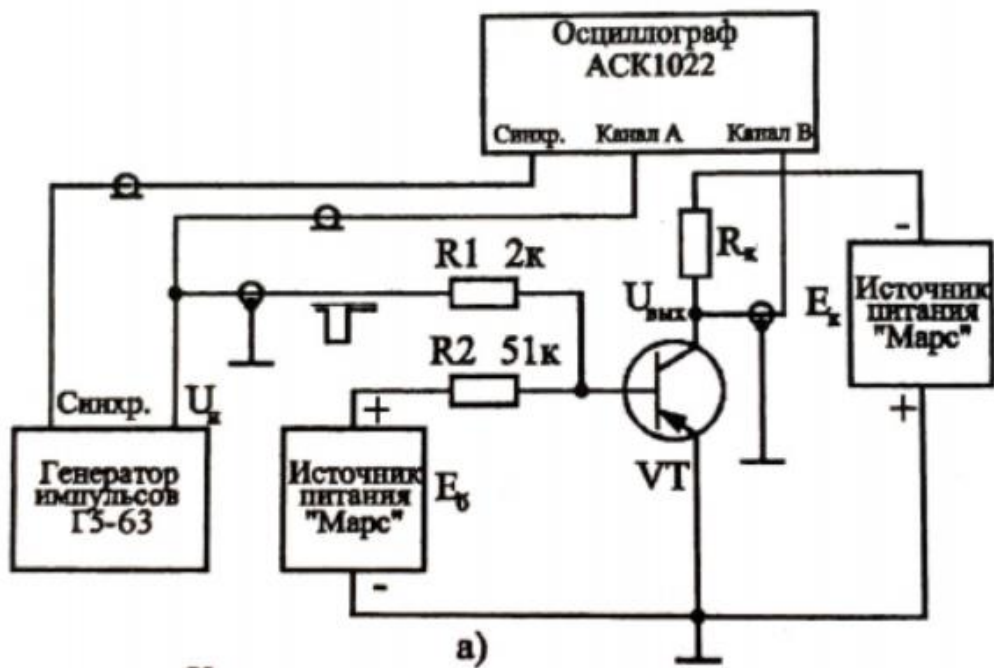 Осциллограф
АСК1022
Синхр. Канал А Канал В
R1 2к
Rк
Uвых
Eк
Источник
питания
"Марс"
-
+
R2 51к
Синхр.
+
VT
Генератор
импульсов
Г5-63
Источник
питания
"Марс"
Eб
-
а)